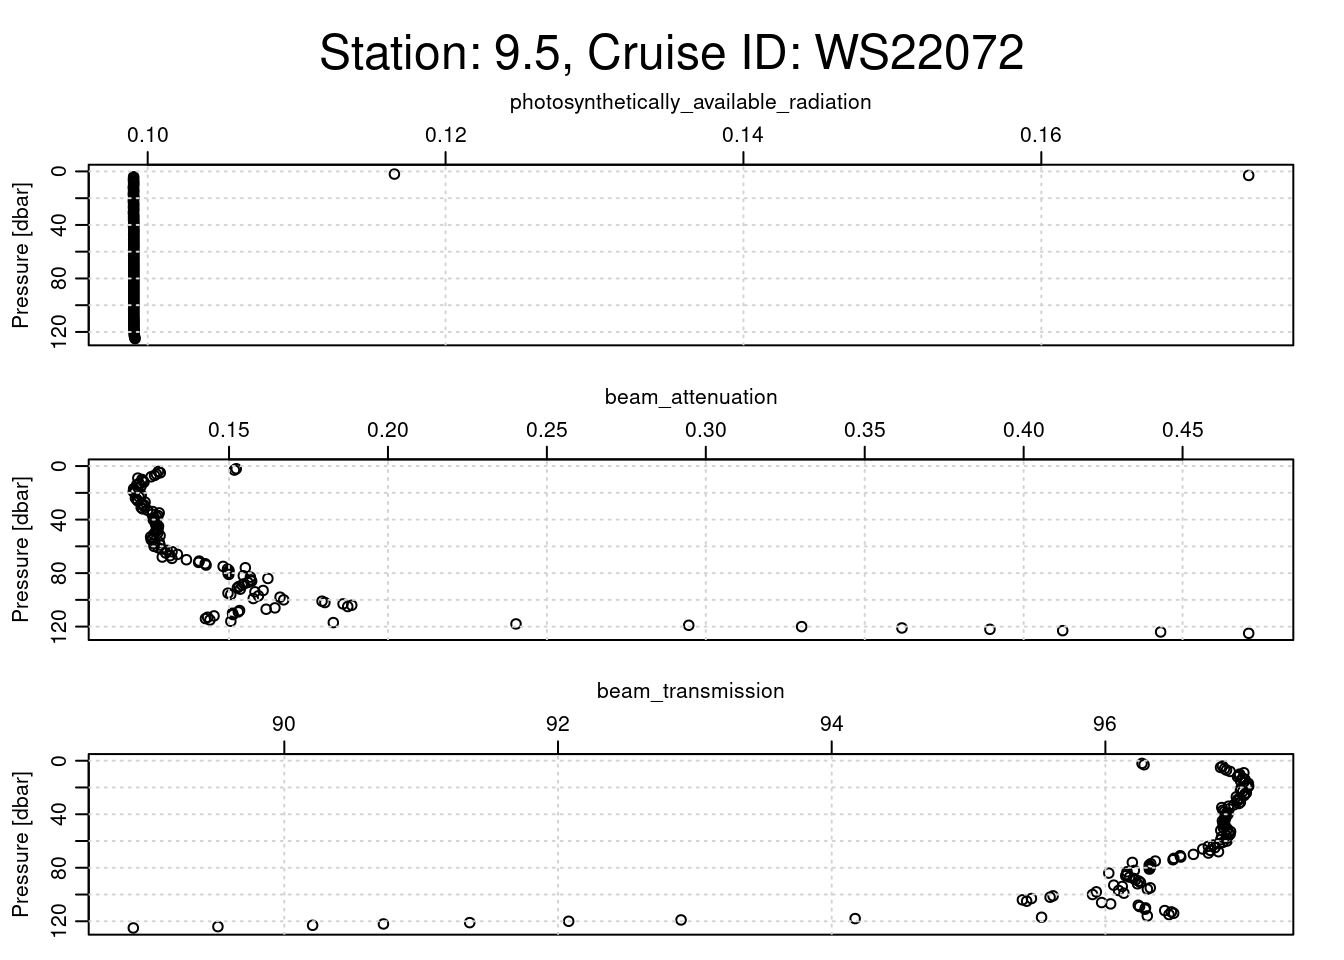 Station: 9.5, Cruise ID: WS22072
photosynthetically_available_radiation
0.10 0.12 0.14 0.16
Pressure [dbar]
0 40 80 120
beam_attenuation
0.15 0.20 0.25 0.30 0.35 0.40 0.45
Pressure [dbar]
0 40 80 120
beam_transmission
90 92 94 96
Pressure [dbar]
0 40 80 120